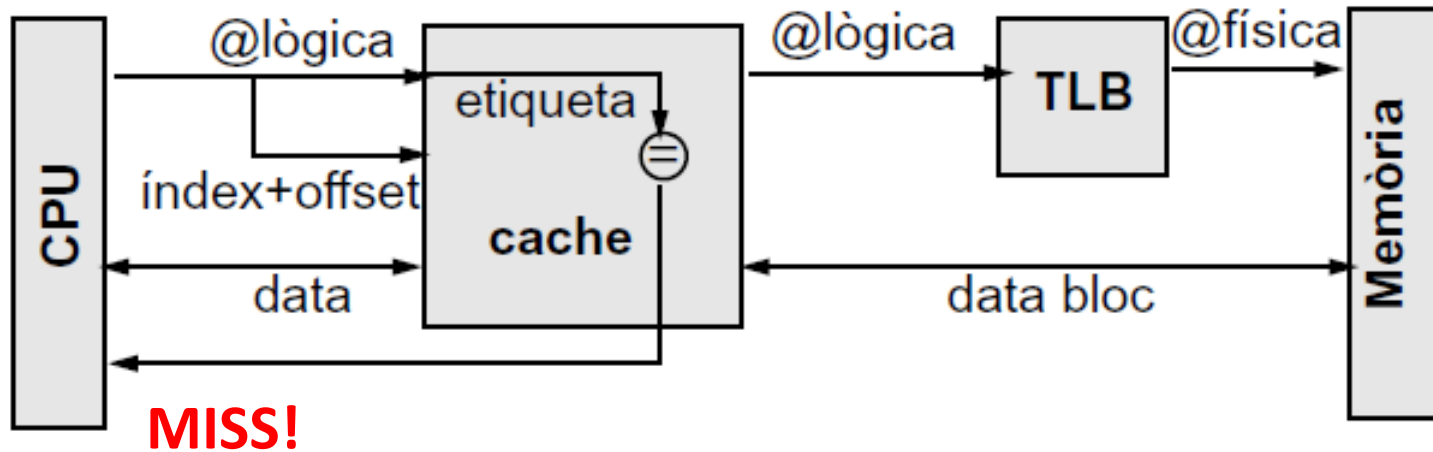 @lògica
@lògica
@física
etiqueta
TLB
=
CPU
índex+offset
cache
Memòria
data
data bloc
MISS!